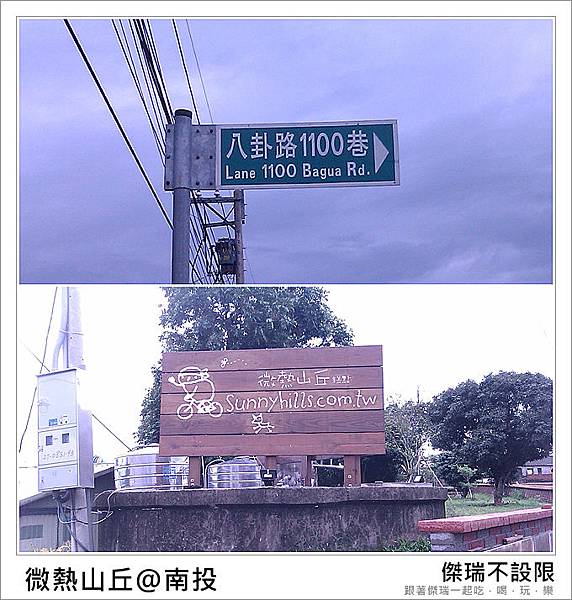 八卦路1100巷
Lane 1100 Bagua Rd.
微熱山丘
Sunnyhills.com.tw
微熱山丘@南投
傑瑞不設限
跟著傑瑞一起吃．喝．玩．樂